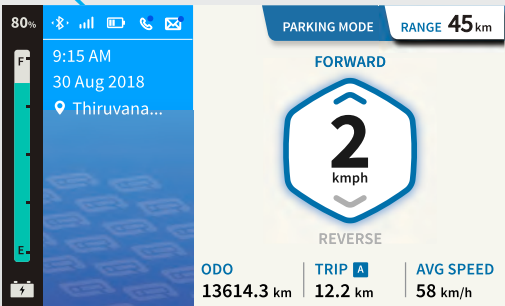 80%
PARKING MODE
RANGE 45 km
9:15 AM
30 Aug 2018
Thiruvana...
F
E
FORWARD
2
kmph
REVERSE
ODO
13614.3 km
TRIP A
12.2 km
AVG SPEED
58 km/h